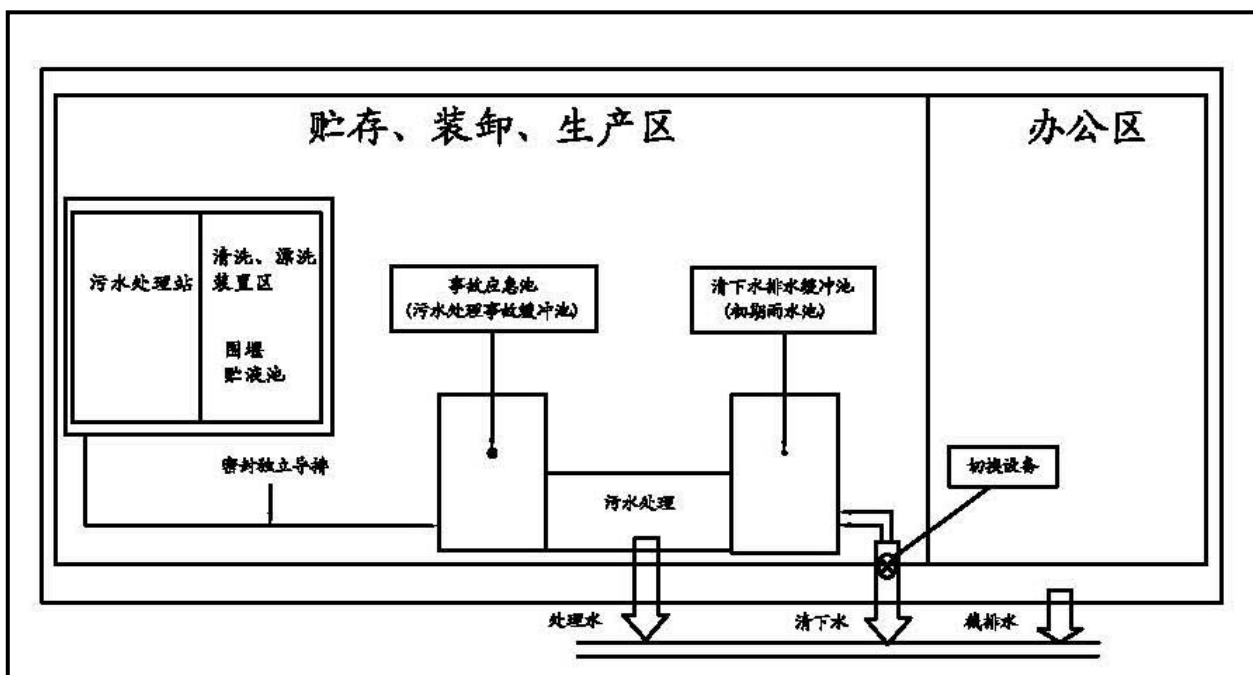 贮存、装卸、生产区
办公区
污水处理站
清洗、漂洗
装置区
围堰
贮液池
事故应急池
(污水处理事故缓冲池)
清下水排水缓冲池
(初期雨水池)
密封独立导排
污水处理
切换设备
处理水
清下水
截排水